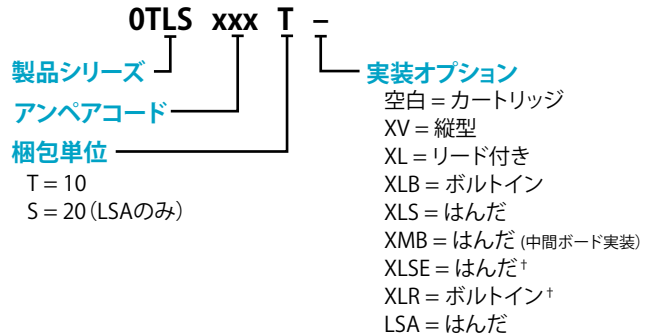 0TLS xxx T –
製品シリーズ
アンペアコード
梱包単位
T = 10
S = 20（LSAのみ）
実装オプション
空白 = カートリッジ
XV = 縦型
XL = リード付き
XLB = ボルトイン
XLS = はんだ
XMB = はんだ (中間ボード実装)
XLSE = はんだ†
XLR = ボルトイン†
LSA = はんだ